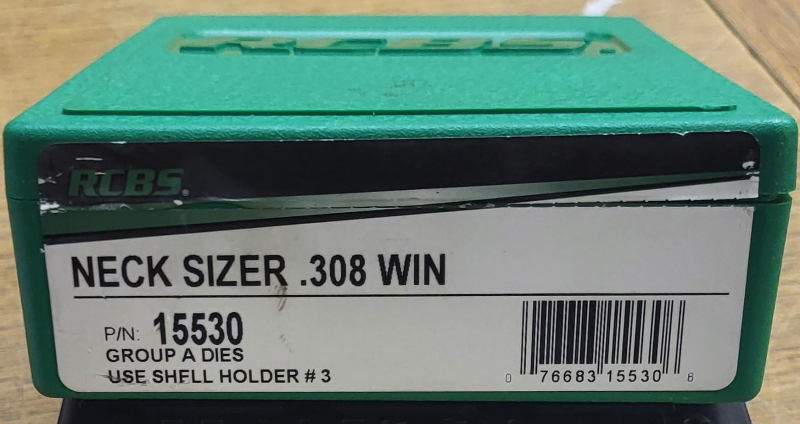 RCBS.
RCBS.
NECK SIZER .308 WIN
P/N: 15530
GROUP A DIES
USE SHELL HOLDER # 3
0 76683 15530 8